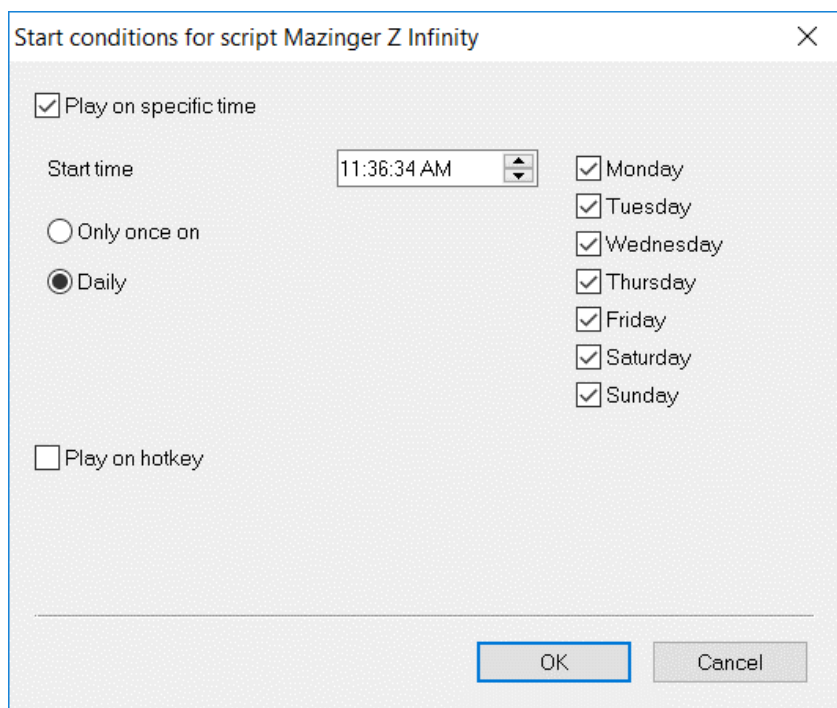 Start conditions for script Mazinger Z Infinity
Play on specific time
Start time
11:36:34 AM
Only once on
Daily
Monday
Tuesday
Wednesday
Thursday
Friday
Saturday
Sunday
Play on hotkey
OK
Cancel